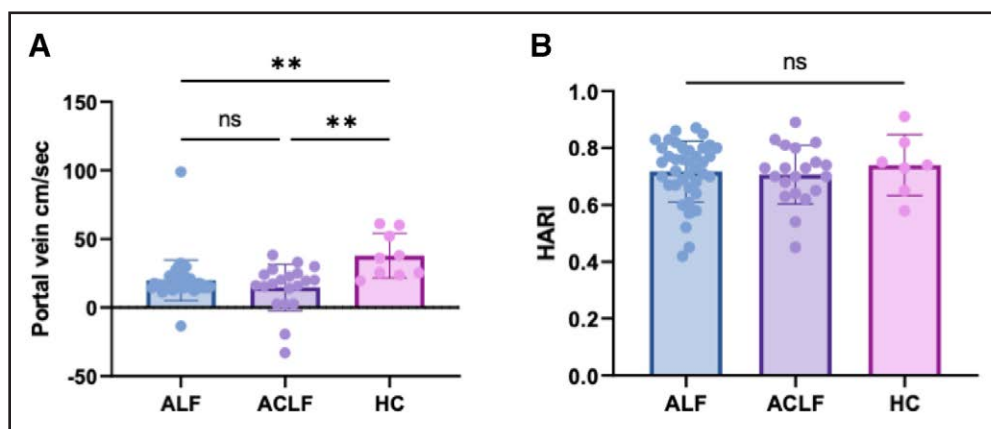 A
**
ns
**
Portal vein cm/sec
150
100
50
0
-50
ALF
ACLF
HC
B
ns
HARI
1.0
0.8
0.6
0.4
0.2
0.0
ALF
ACLF
HC